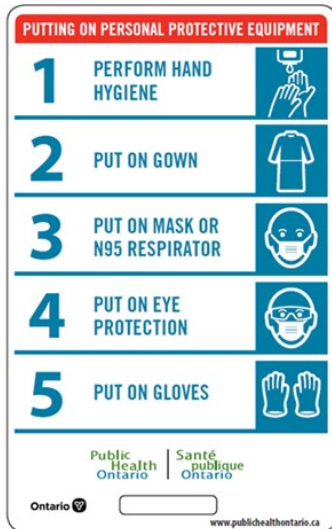 PUTTING ON PERSONAL PROTECTIVE EQUIPMENT
1
PERFORM HAND
HYGIENE
2
PUT ON GOWN
3
PUT ON MASK OR
N95 RESPIRATOR
4
PUT ON EYE
PROTECTION
5
PUT ON GLOVES
Public
Health
Ontario
Santé
publique
Ontario
Ontario
www.publichealthontario.ca